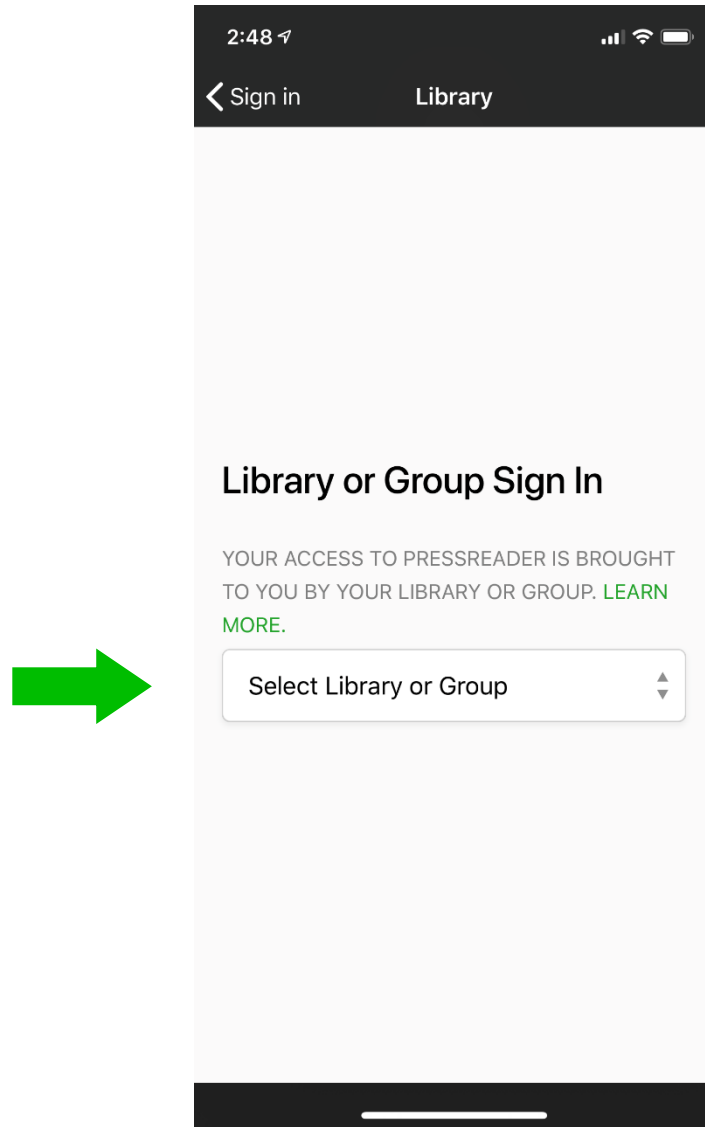 2:48
Sign in
Library
Library or Group Sign In
YOUR ACCESS TO PRESSREADER IS BROUGHT
TO YOU BY YOUR LIBRARY OR GROUP. LEARN
MORE.
Select Library or Group